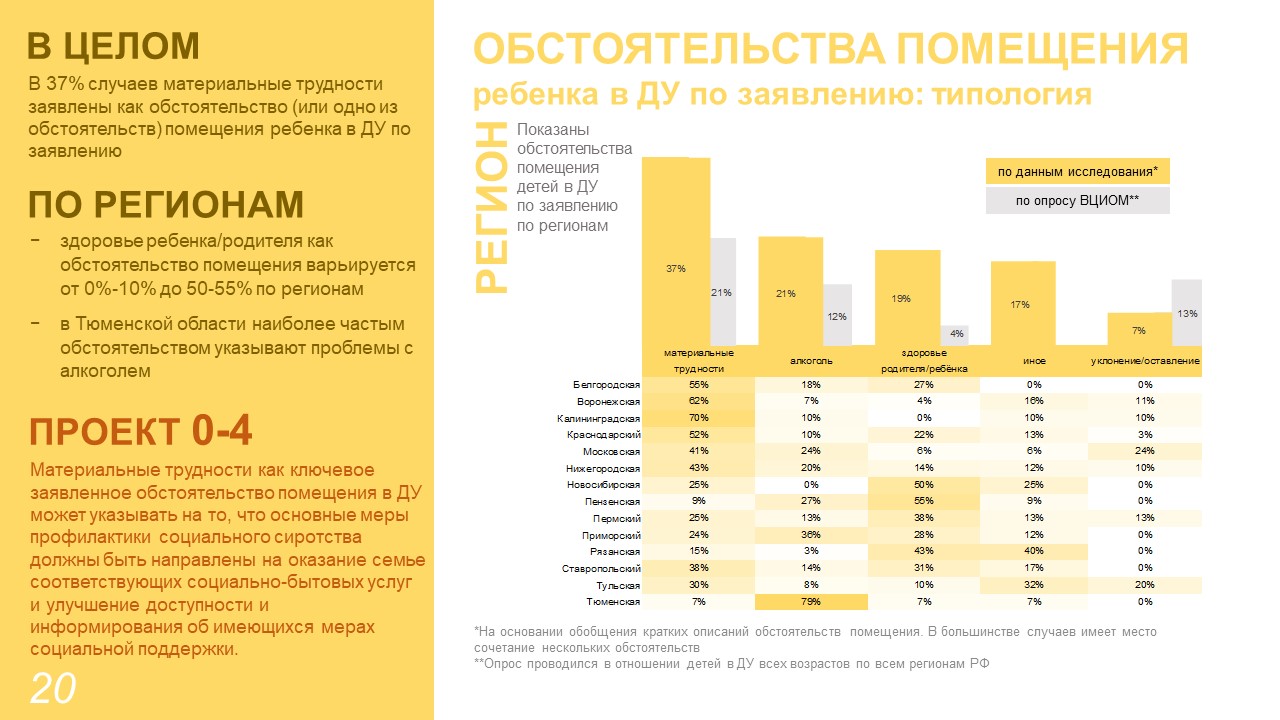 В ЦЕЛОМ
В 37% случаев материальные трудности
заявлены как обстоятельство (или одно из
обстоятельств) помещения ребенка в ДУ по
заявлению
ПО РЕГИОНАМ
− здоровье ребенка/родителя как
обстоятельство помещения варьируется
от 0%-10% до 50-55% по регионам
− в Тюменской области наиболее частым
обстоятельством указывают проблемы с
алкоголем
ПРОЕКТ 0-4
Материальные трудности как ключевое
заявленное обстоятельство помещения в ДУ
может указывать на то, что основные меры
профилактики социального сиротства
должны быть направлены на оказание семье
соответствующих социально-бытовых услуг
и улучшение доступности и
информирования об имеющихся мерах
социальной поддержки.
20
ОБСТОЯТЕЛЬСТВА ПОМЕЩЕНИЯ
ребенка в ДУ по заявлению: типология
РЕГИОН
Показаны
обстоятельства
помещения
детей в ДУ
по заявлению
по регионам
по данным исследования*
по опросу ВЦИОМ**
37% 21% 21% 12% 19% 4% 17% 7% 13%
материальные трудности алкоголь здоровье родителя/ребёнка иное уклонение/оставление
Белгородская 55% 18% 27% 0% 0%
Воронежская 62% 7% 4% 16% 11%
Калининградская 70% 10% 0% 10% 10%
Краснодарский 52% 10% 22% 13% 3%
Московская 41% 24% 6% 6% 24%
Нижегородская 43% 20% 14% 12% 10%
Новосибирская 25% 0% 50% 25% 0%
Пензенская 9% 27% 55% 9% 0%
Пермский 25% 13% 38% 13% 13%
Приморский 24% 36% 28% 12% 0%
Рязанская 15% 3% 43% 40% 0%
Ставропольский 38% 14% 31% 17% 0%
Тульская 30% 8% 10% 32% 20%
Тюменская 7% 79% 7% 7% 0%
*На основании обобщения кратких описаний обстоятельств помещения. В большинстве случаев имеет место
сочетание нескольких обстоятельств
**Опрос проводился в отношении детей в ДУ всех возрастов по всем регионам РФ